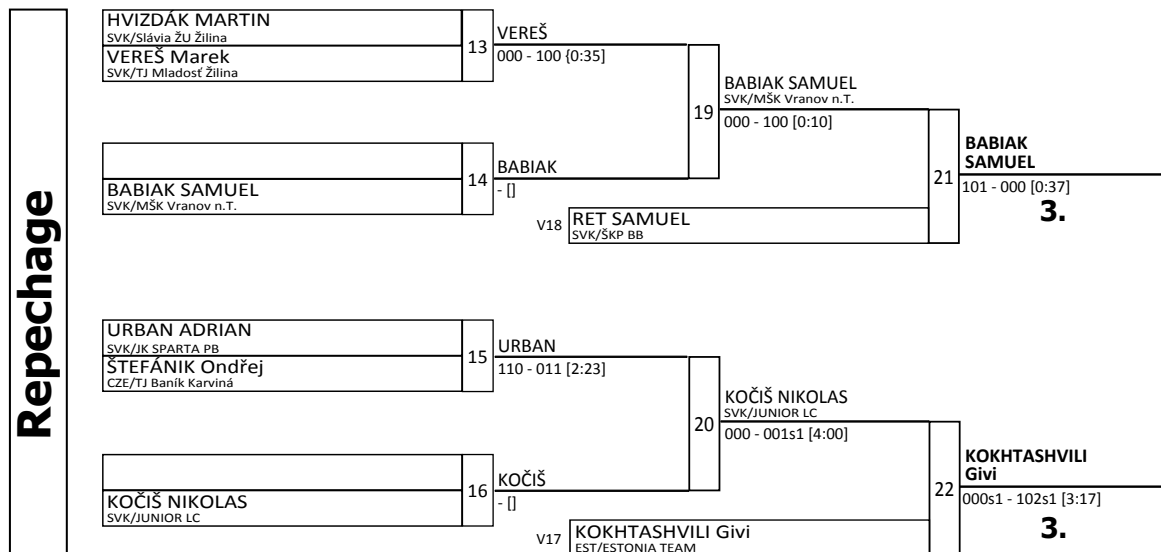 Repechage
HVIZDÁK MARTIN
SVK/Slávia ŽU Žilina
VEREŠ Marek
SVK/TJ Mladosť Žilina
13
VEREŠ
000 - 100 {0:35]
BABIAK SAMUEL
SVK/MŠK Vranov n.T.
14
BABIAK
- []
19
BABIAK SAMUEL
SVK/MŠK Vranov n.T.
000 - 100 [0:10]
V18
RET SAMUEL
SVK/ŠKP BB
21
BABIAK
SAMUEL
101 - 000 [0:37]
3.
URBAN ADRIAN
SVK/JK SPARTA PB
ŠTEFÁNIK Ondřej
CZE/TJ Baník Karviná
15
URBAN
110 - 011 [2:23]
KOČIŠ NIKOLAS
SVK/JUNIOR LC
16
KOČIŠ
- []
20
KOČIŠ NIKOLAS
SVK/JUNIOR LC
000 - 001s1 [4:00]
V17
KOKHTASHVILI Givi
EST/ESTONIA TEAM
22
KOKHTASHVILI
Givi
000s1 - 102s1 [3:17]
3.